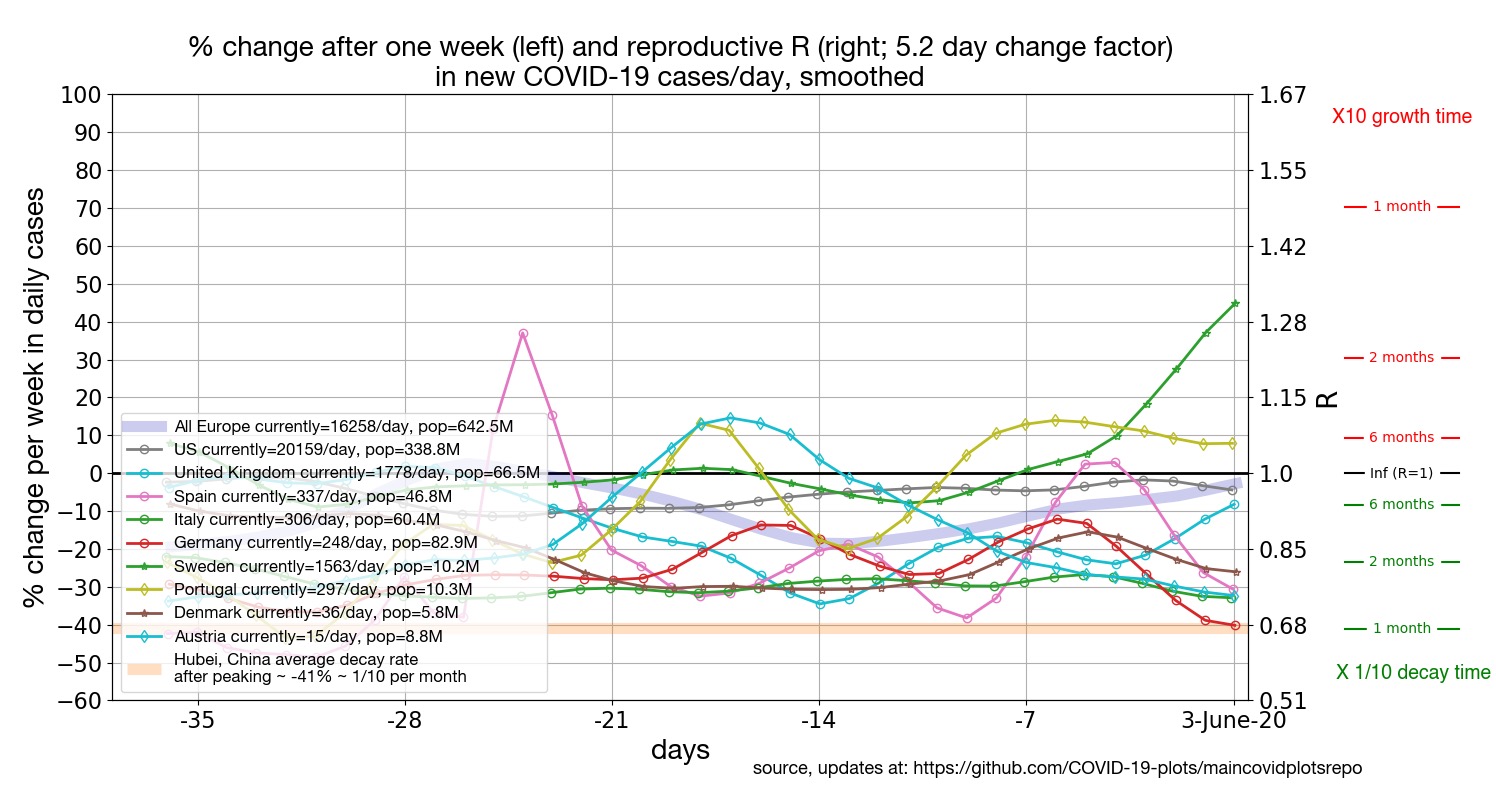 % change after one week (left) and reproductive R (right; 5.2 day change factor)
in new COVID-19 cases/day, smoothed
% change per week in daily cases
100
90
80
70
60
50
40
30
20
10
0
−10
−20
−30
−40
−50
−60
All Europe currently=16258/day, pop=642.5M
US currently=20159/day, pop=338.8M
United Kingdom currently=1778/day, pop=66.5M
Spain currently=337/day, pop=46.8M
Italy currently=306/day, pop=60.4M
Germany currently=248/day, pop=82.9M
Sweden currently=1563/day, pop=10.2M
Portugal currently=297/day, pop=10.3M
Denmark currently=36/day, pop=5.8M
Austria currently=15/day, pop=8.8M
Hubei, China average decay rate
after peaking ~ -41% ~ 1/10 per month
-35
-28
-21
-14
-7
3-June-20
days
1.67
1.55
1.42
1.28
1.15
1.0
0.85
0.68
0.51
R
X10 growth time
1 month
2 months
6 months
Inf (R=1)
6 months
2 months
1 month
X 1/10 decay time
source, updates at: https://github.com/COVID-19-plots/maincovidplotsrepo